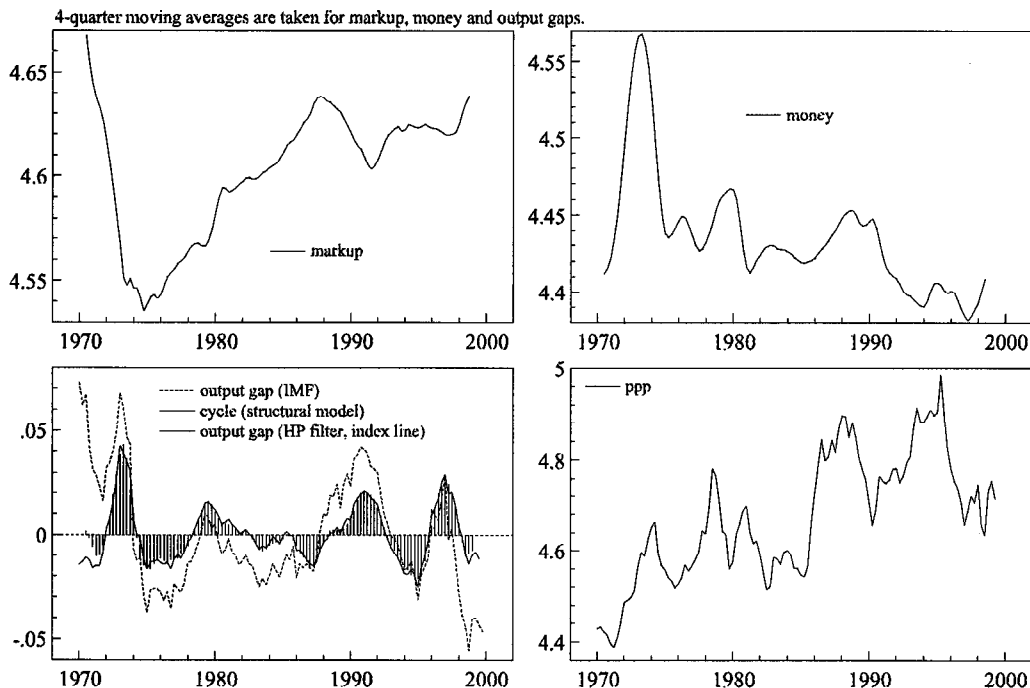 4-quarter moving averages are taken for markup, money and output gaps.
4.65
4.6
4.55
markup
1970 1980 1990 2000
4.55
4.5
4.45
4.4
money
1970 1980 1990 2000
.05
0
-.05
output gap (IMF)
cycle (structural model)
output gap (HP filter, index line)
1970 1980 1990 2000
5
4.8
4.6
4.4
ppp
1970 1980 1990 2000